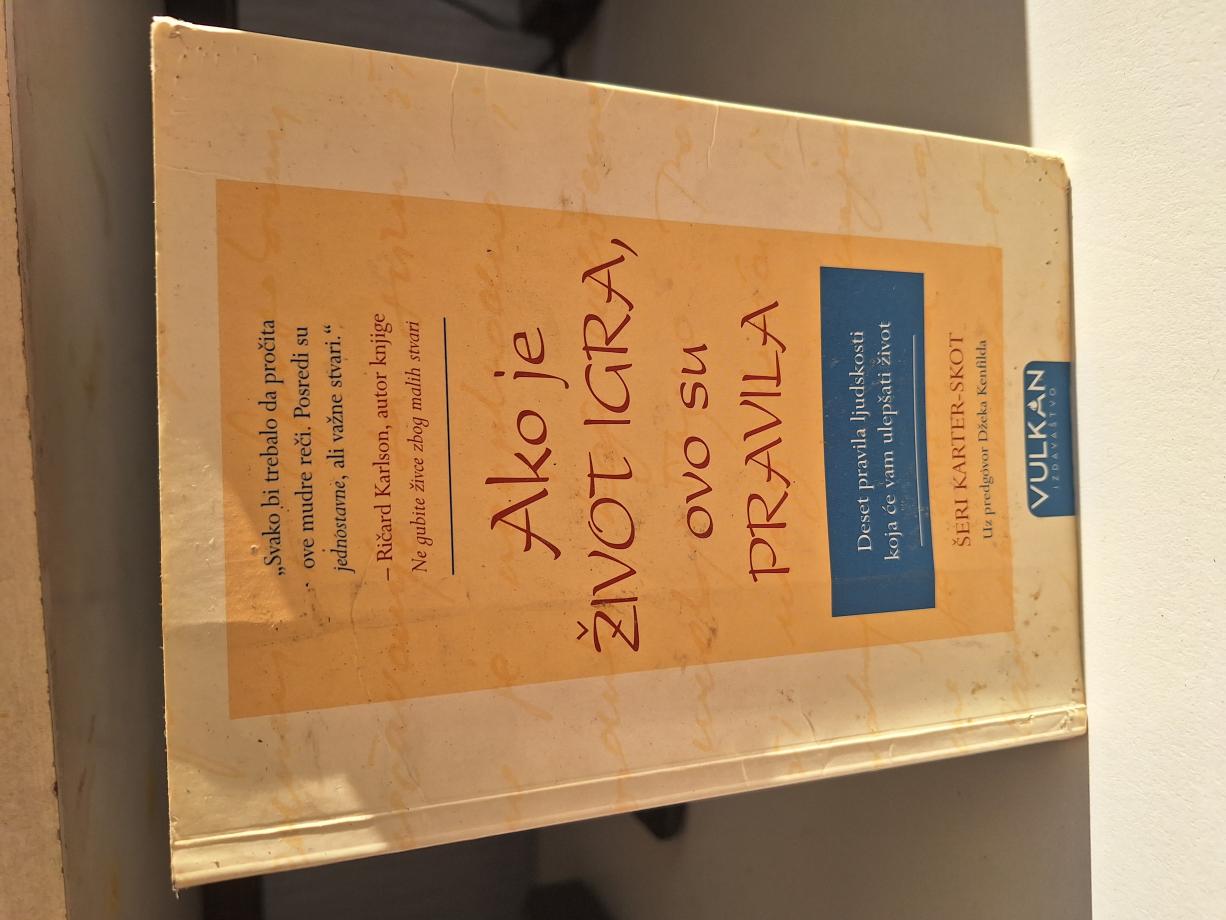 „Svako bi trebalo da pročita
ove mudre reči. Posredi su
jednostavne, ali važne stvari.“
– Ričard Karlson, autor knjige
Ne gubite živce zbog malih stvari
Ako je
ŽIVOT IGRA,
ovo su
PRAVILA
Deset pravila ljudskosti
koja će vam ulepšati život
ŠERI KARTER-SKOT
Uz predgovor Džeka Kenfilda
VULKAN
IZDAVAŠTVO